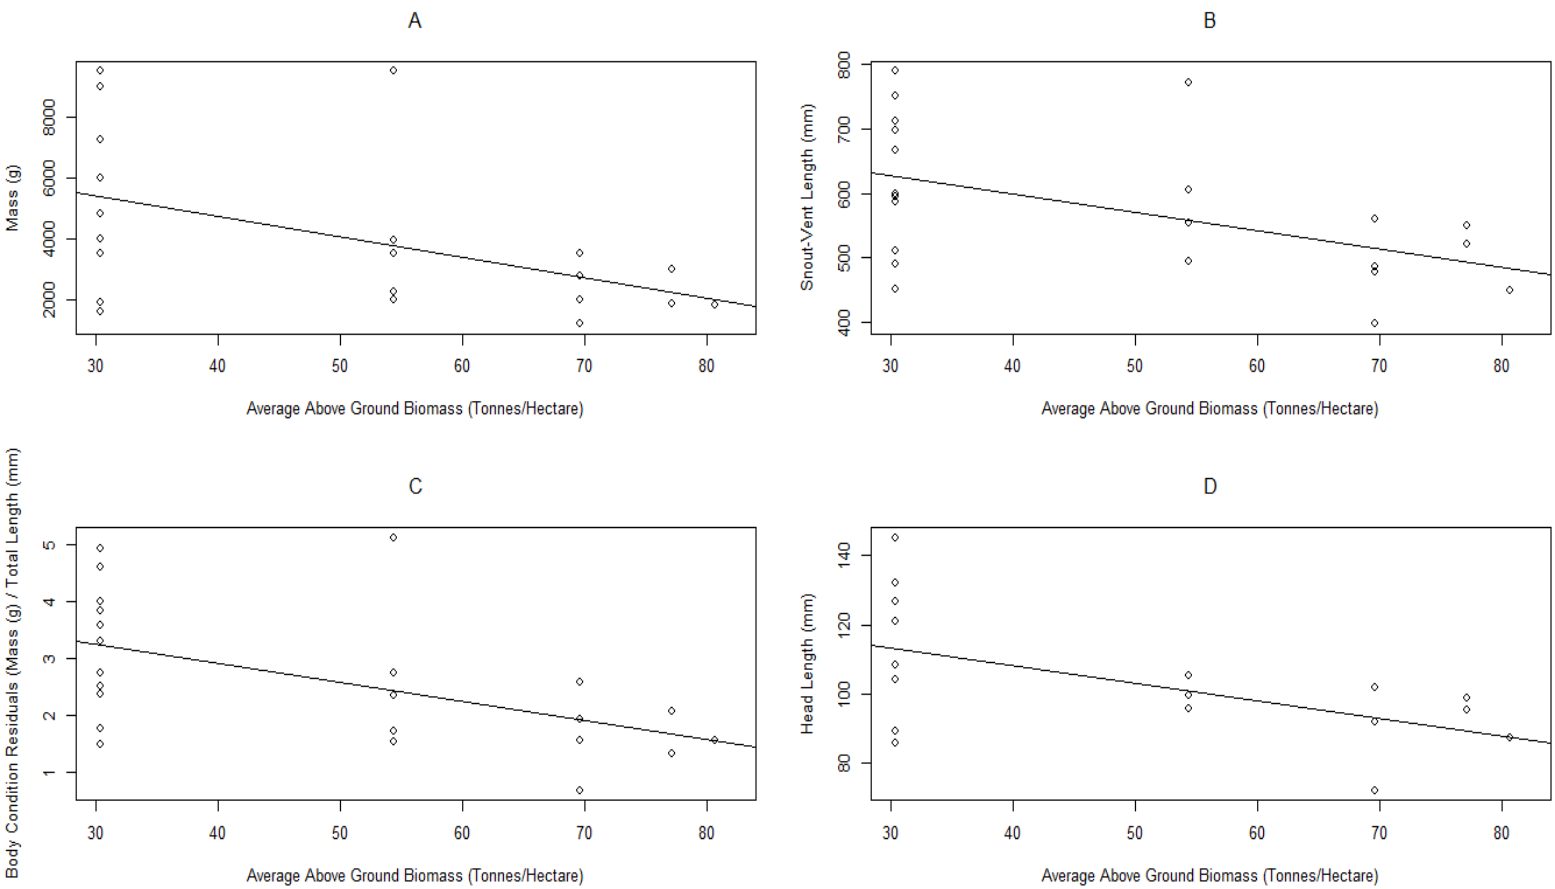 A
Mass (g)
8000
6000
4000
2000
30 40 50 60 70 80
Average Above Ground Biomass (Tonnes/Hectare)
B
Snout-Vent Length (mm)
800
700
600
500
400
30 40 50 60 70 80
Average Above Ground Biomass (Tonnes/Hectare)
C
Body Condition Residuals (Mass (g) / Total Length (mm)
5
4
3
2
1
30 40 50 60 70 80
Average Above Ground Biomass (Tonnes/Hectare)
D
Head Length (mm)
140
120
100
80
30 40 50 60 70 80
Average Above Ground Biomass (Tonnes/Hectare)